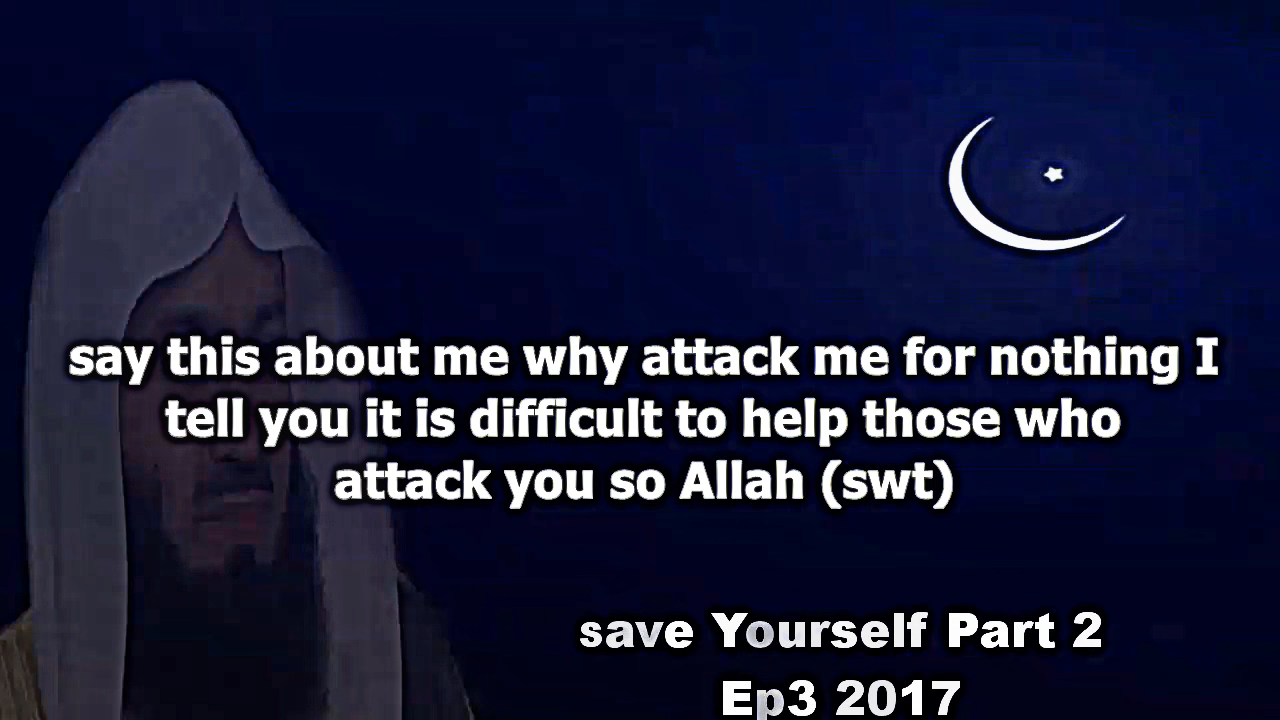 say this about me why attack me for nothing I
tell you it is difficult to help those who
attack you so Allah (swt)
save Yourself Part 2
Ep3 2017